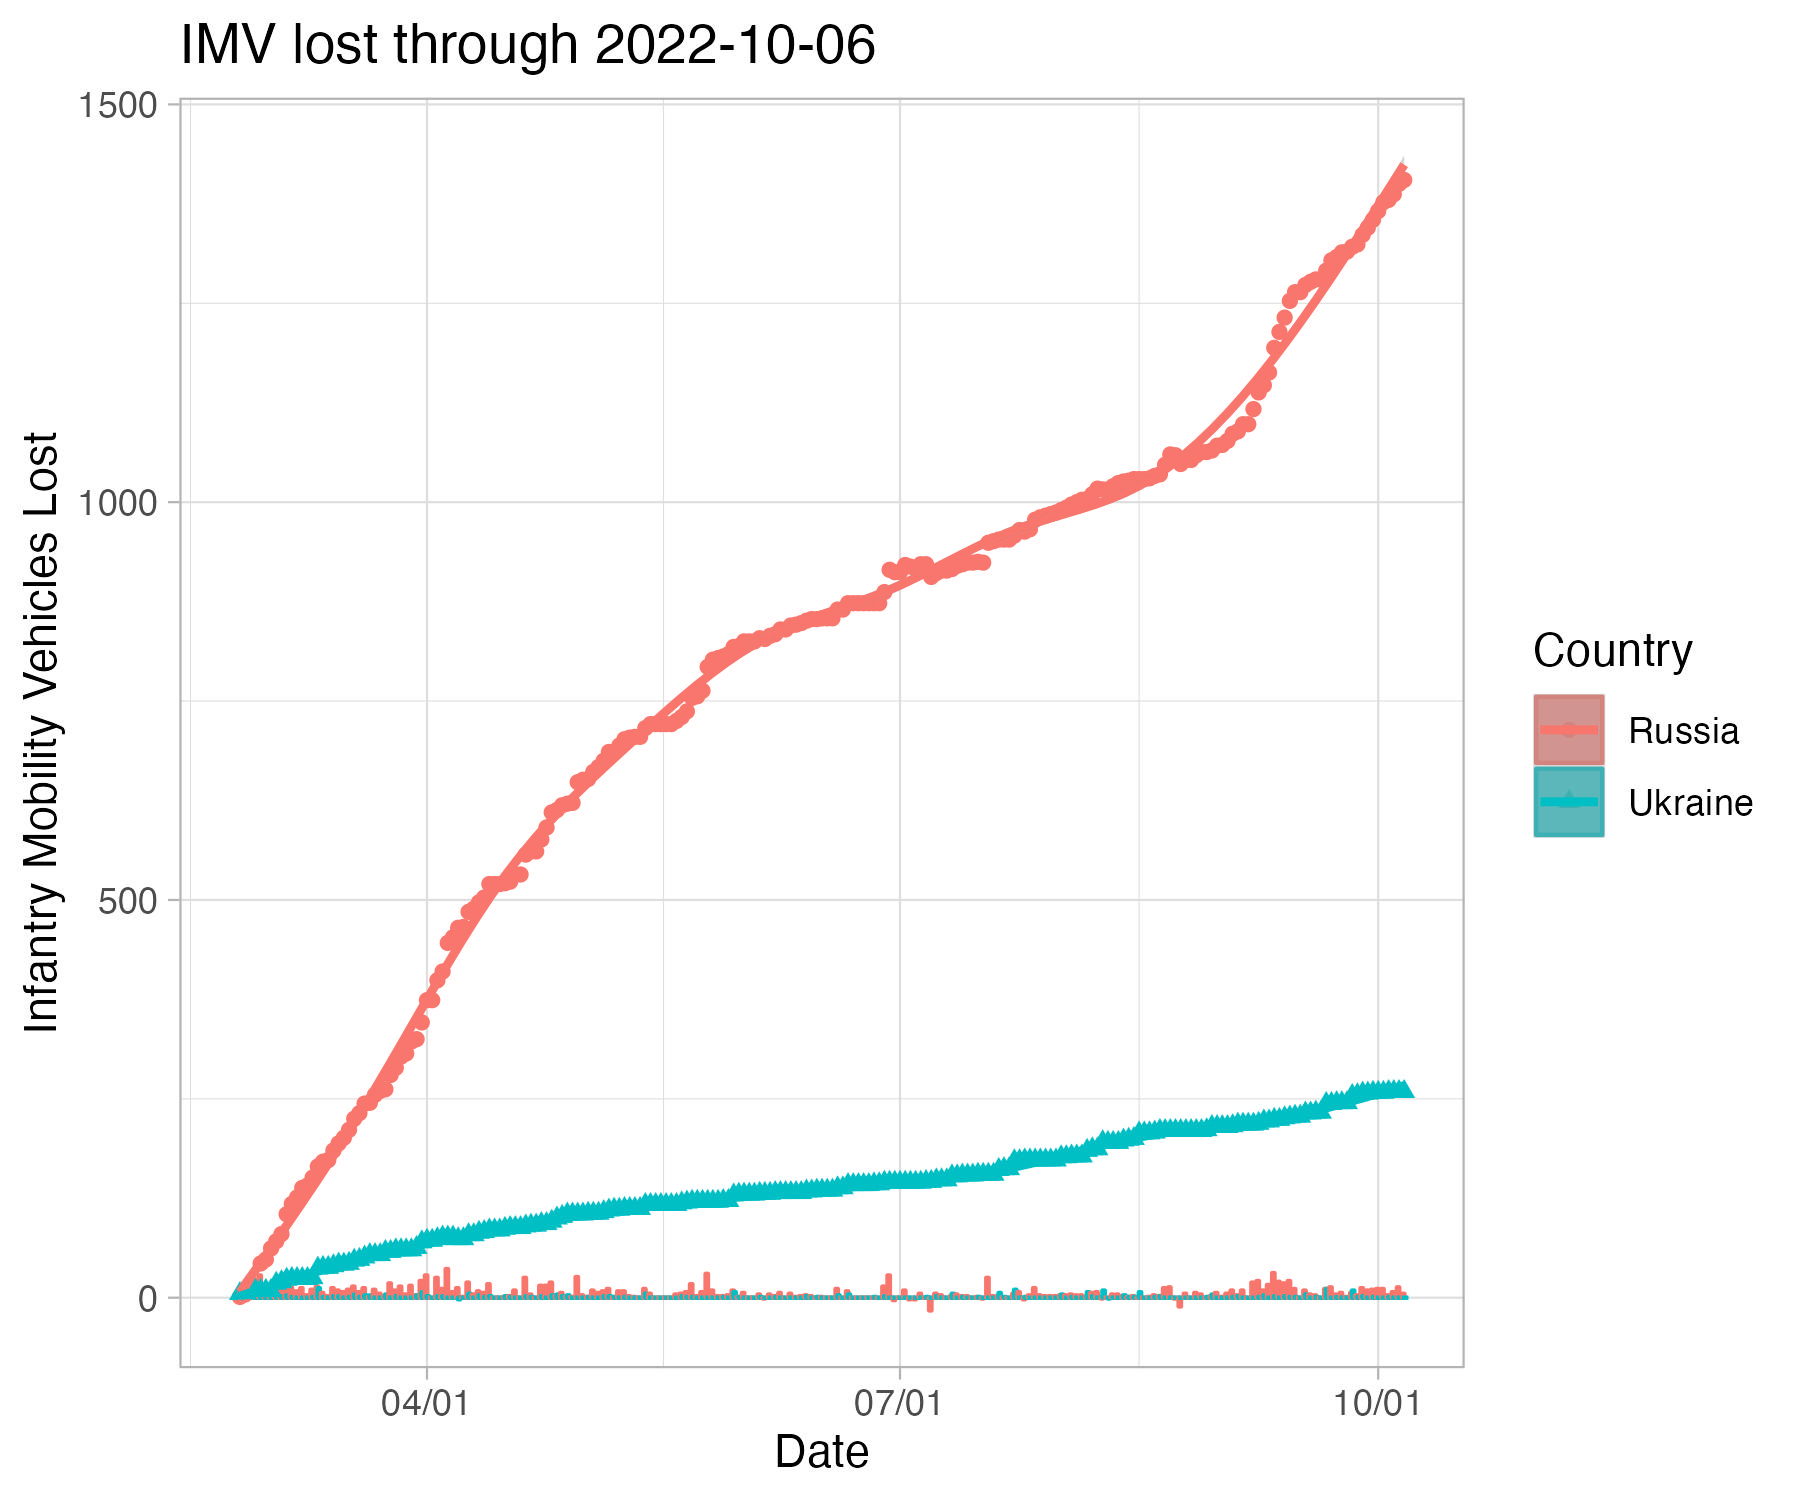 IMV lost through 2022-10-06
Infantry Mobility Vehicles Lost
1500
1000
500
0
04/01
07/01
10/01
Date
Country
Russia
Ukraine